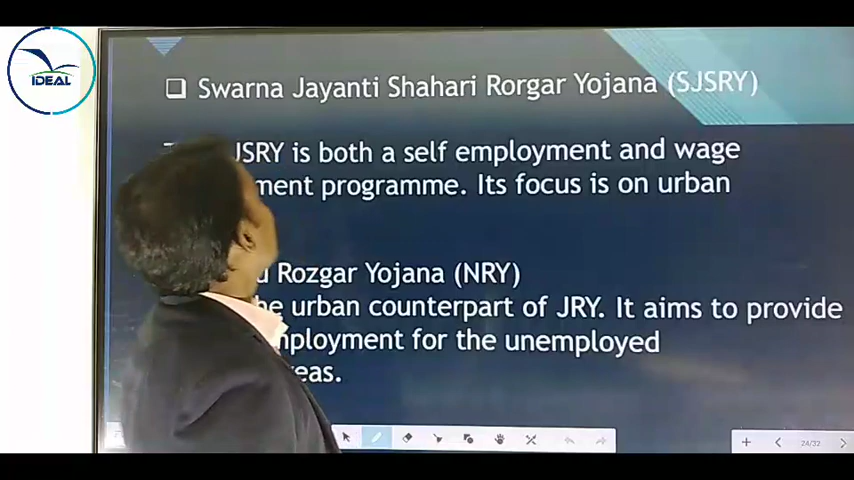 IDEAL
Swarna Jayanti Shahari Rorgar Yojana (SJSRY)
JSRY is both a self employment and wage
ment programme. Its focus is on urban
Rozgar Yojana (NRY)
urban counterpart of JRY. It aims to provide
mployment for the unemployed
eas.
24/32